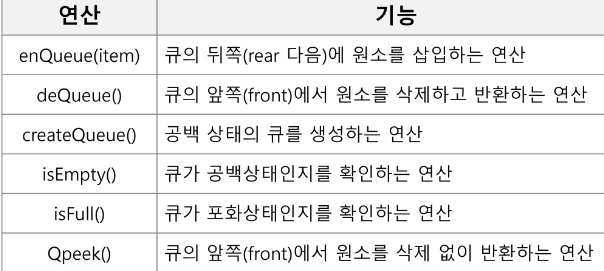 연산 기능
enQueue(item) 큐의 뒤쪽(rear 다음)에 원소를 삽입하는 연산
deQueue() 큐의 앞쪽(front)에서 원소를 삭제하고 반환하는 연산
createQueue() 공백 상태의 큐를 생성하는 연산
isEmpty() 큐가 공백상태인지를 확인하는 연산
isFull() 큐가 포화상태인지를 확인하는 연산
Qpeek() 큐의 앞쪽(front)에서 원소를 삭제 없이 반환하는 연산